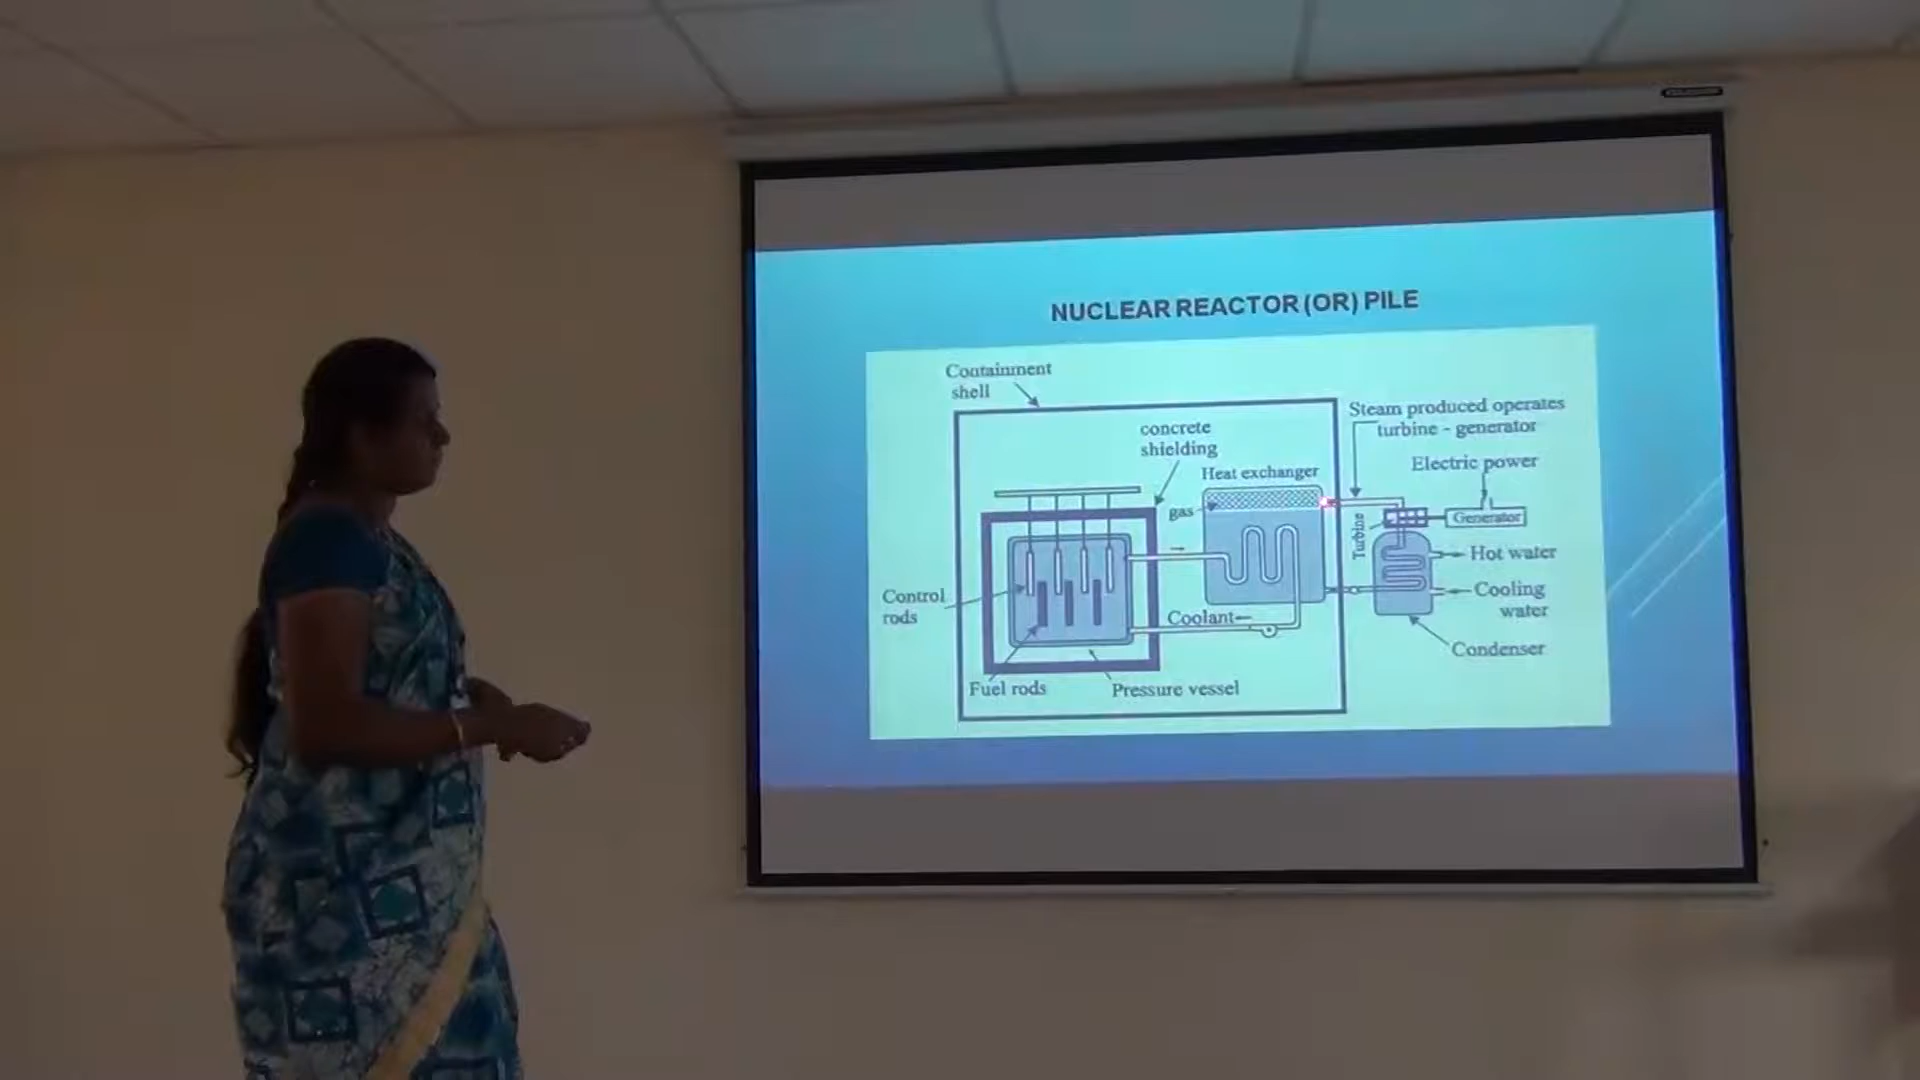 NUCLEAR REACTOR (OR) PILE
Containment
shell
concrete
shielding
Heat exchanger
gas
Steam produced operates
turbine - generator
Electric power
Turbine
Generator
Hot water
Cooling
water
Condenser
Control
rods
Coolant
Fuel rods
Pressure vessel